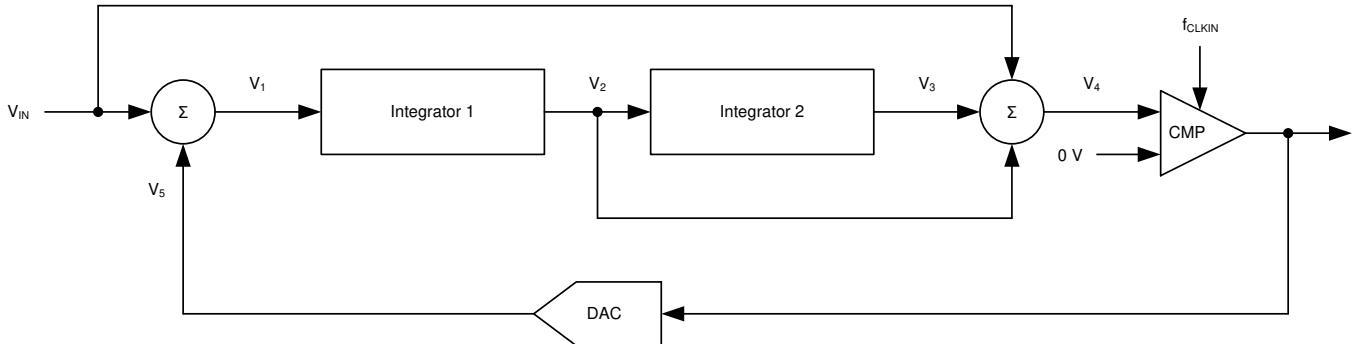 f_CLKIN
V_IN
Σ
V_1
Integrator 1
V_2
Integrator 2
V_3
Σ
V_4
CMP
0 V
V_5
DAC